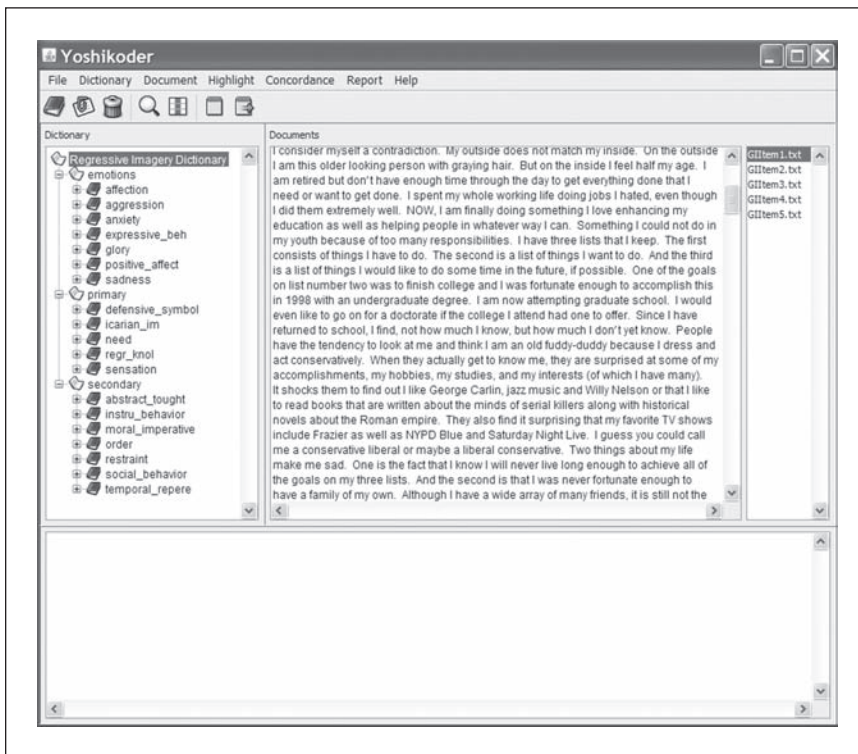 Yoshikoder
File Dictionary Document Highlight Concordance Report Help
Dictionary
Regressive Imagery Dictionary
emotions
affection
aggression
anxiety
expressive_beh
glory
positive_affect
sadness
primary
defensive_symbol
icarian_im
need
regr_knol
sensation
secondary
abstract_tought
instru_behavior
moral_imperative
order
restraint
social_behavior
temporal_repere
Documents
I consider myself a contradiction. My outside does not match my inside. On the outside
I am this older looking person with graying hair. But on the inside I feel half my age. I
am retired but don't have enough time through the day to get everything done that I
need or want to get done. I spent my whole working life doing jobs I hated, even though
I did them extremely well. NOW, I am finally doing something I love enhancing my
education as well as helping people in whatever way I can. Something I could not do in
my youth because of too many responsibilities. I have three lists that I keep. The first
consists of things I have to do. The second is a list of things I want to do. And the third
is a list of things I would like to do some time in the future, if possible. One of the goals
on list number two was to finish college and I was fortunate enough to accomplish this
in 1998 with an undergraduate degree. I am now attempting graduate school. I would
even like to go on for a doctorate if the college I attend had one to offer. Since I have
returned to school, I find, not how much I know, but how much I don't yet know. People
have the tendency to look at me and think I am an old fuddy-duddy because I dress and
act conservatively. When they actually get to know me, they are surprised at some of my
accomplishments, my hobbies, my studies, and my interests (of which I have many).
It shocks them to find out I like George Carlin, jazz music and Willy Nelson or that I like
to read books that are written about the minds of serial killers along with historical
novels about the Roman empire. They also find it surprising that my favorite TV shows
include Frazier as well as NYPD Blue and Saturday Night Live. I guess you could call
me a conservative liberal or maybe a liberal conservative. Two things about my life
make me sad. One is the fact that I know I will never live long enough to achieve all of
the goals on my three lists. And the second is that I was never fortunate enough to
have a family of my own. Although I have a wide array of many friends, it is still not the
GIItem1.txt
GIItem2.txt
GIItem3.txt
GIItem4.txt
GIItem5.txt